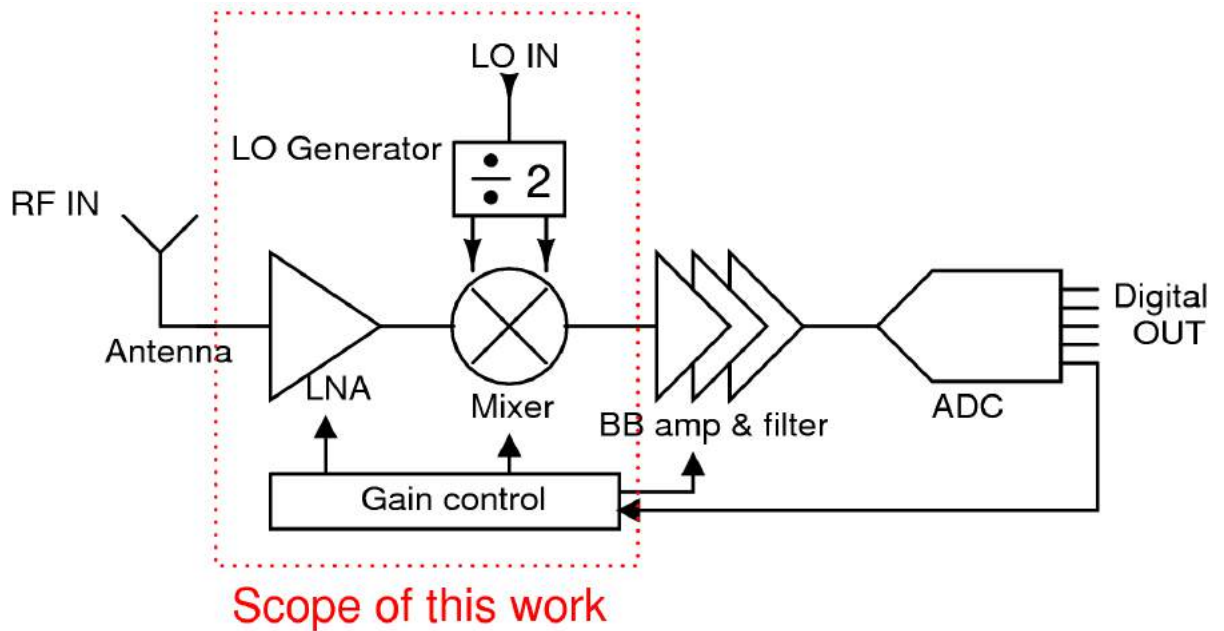 LO IN
LO Generator
÷ 2
RF IN
Antenna
LNA
Mixer
BB amp & filter
ADC
Digital
OUT
Gain control
Scope of this work